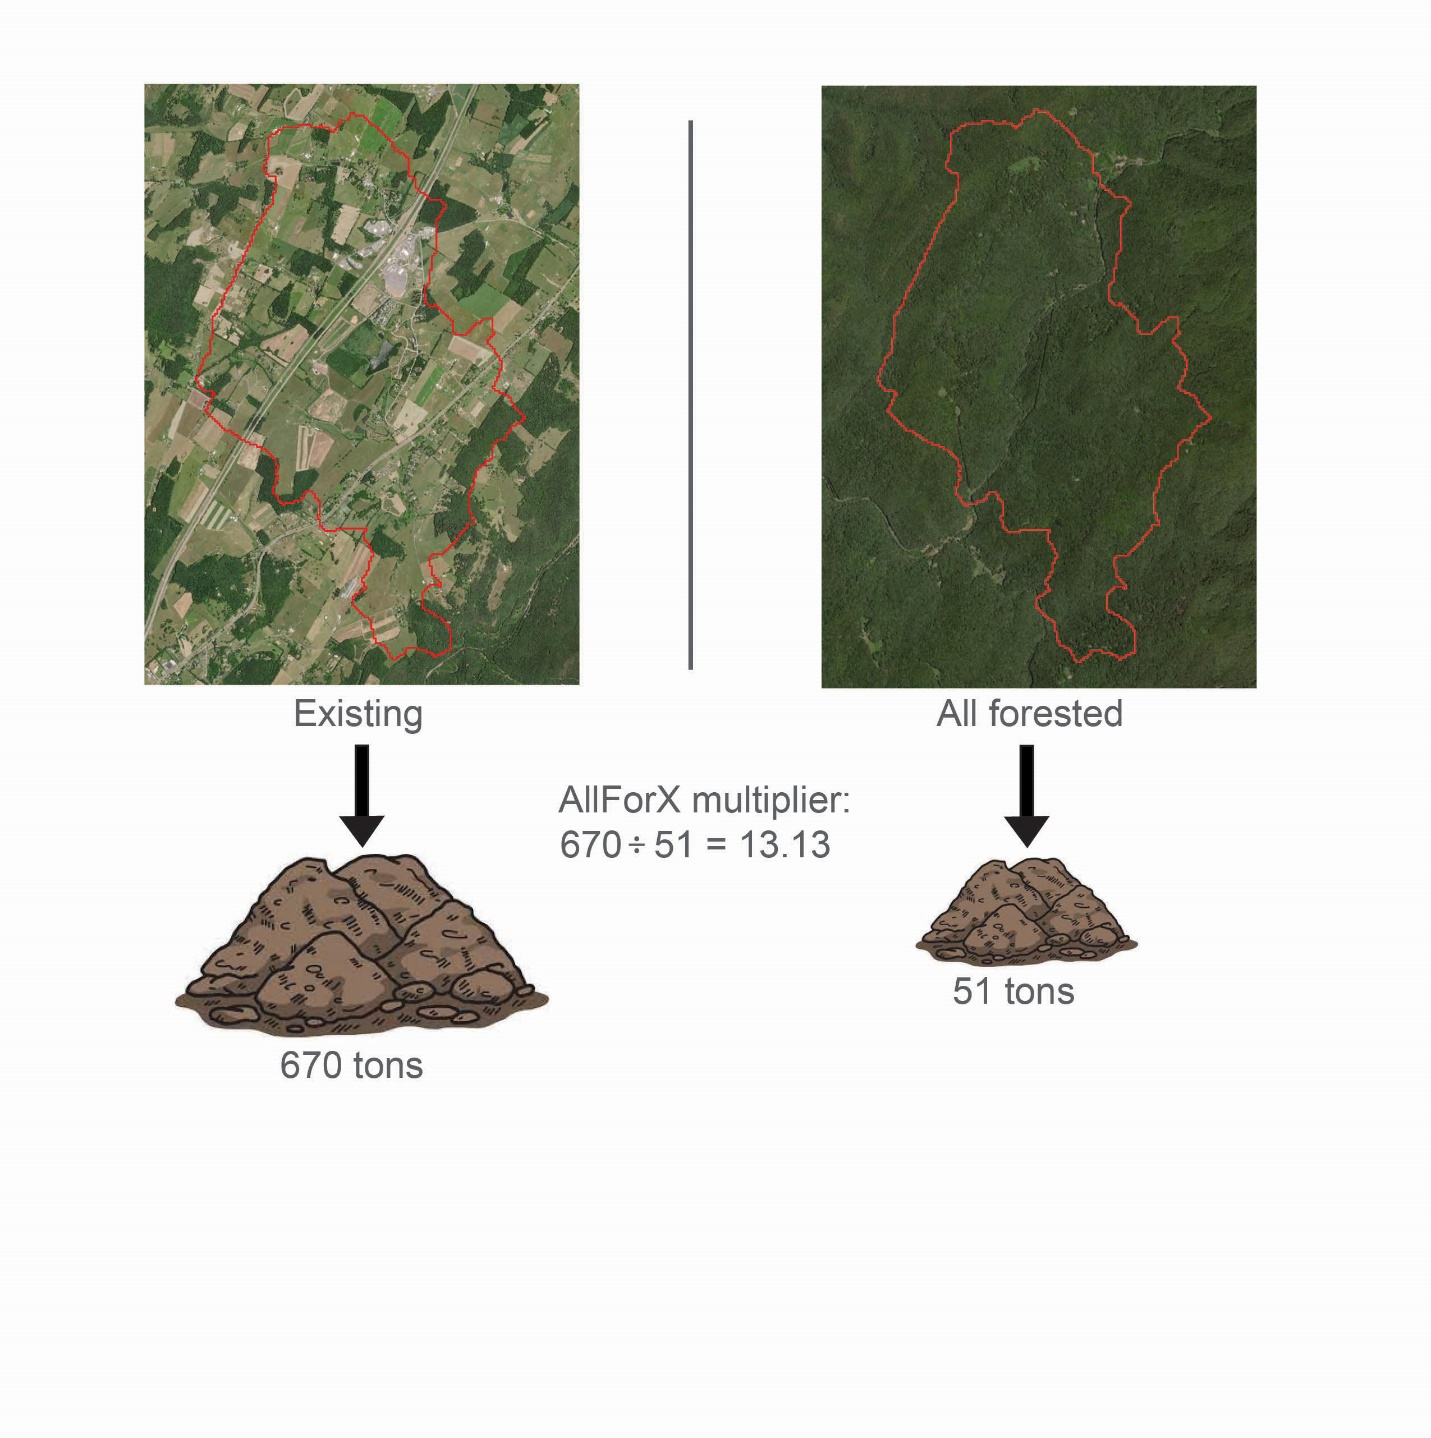 Existing
All forested
AllForX multiplier:
670 ÷ 51 = 13.13
51 tons
670 tons